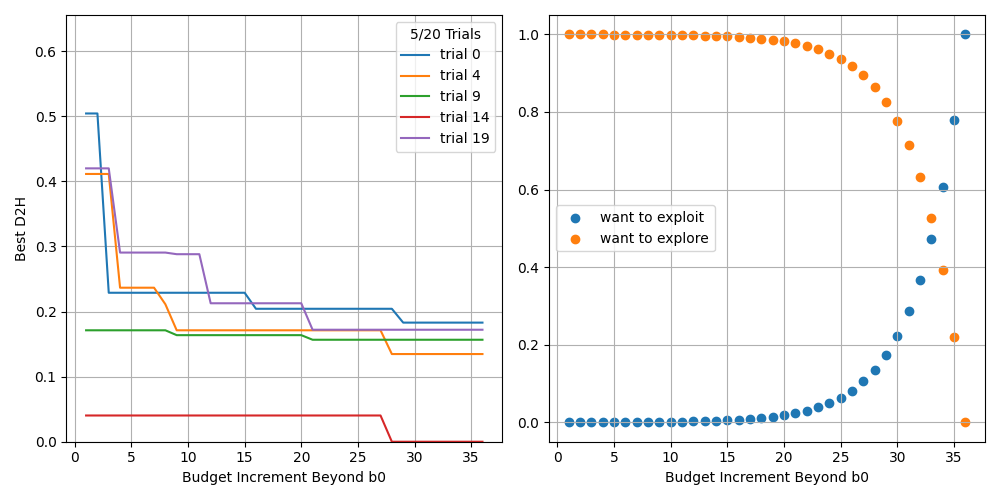 5/20 Trials
trial 0
trial 4
trial 9
trial 14
trial 19
0.6
0.5
0.4
0.3
0.2
0.1
0.0
Best D2H
0 5 10 15 20 25 30 35
Budget Increment Beyond b0
1.0
0.8
0.6
0.4
0.2
0.0
want to exploit
want to explore
0 5 10 15 20 25 30 35
Budget Increment Beyond b0